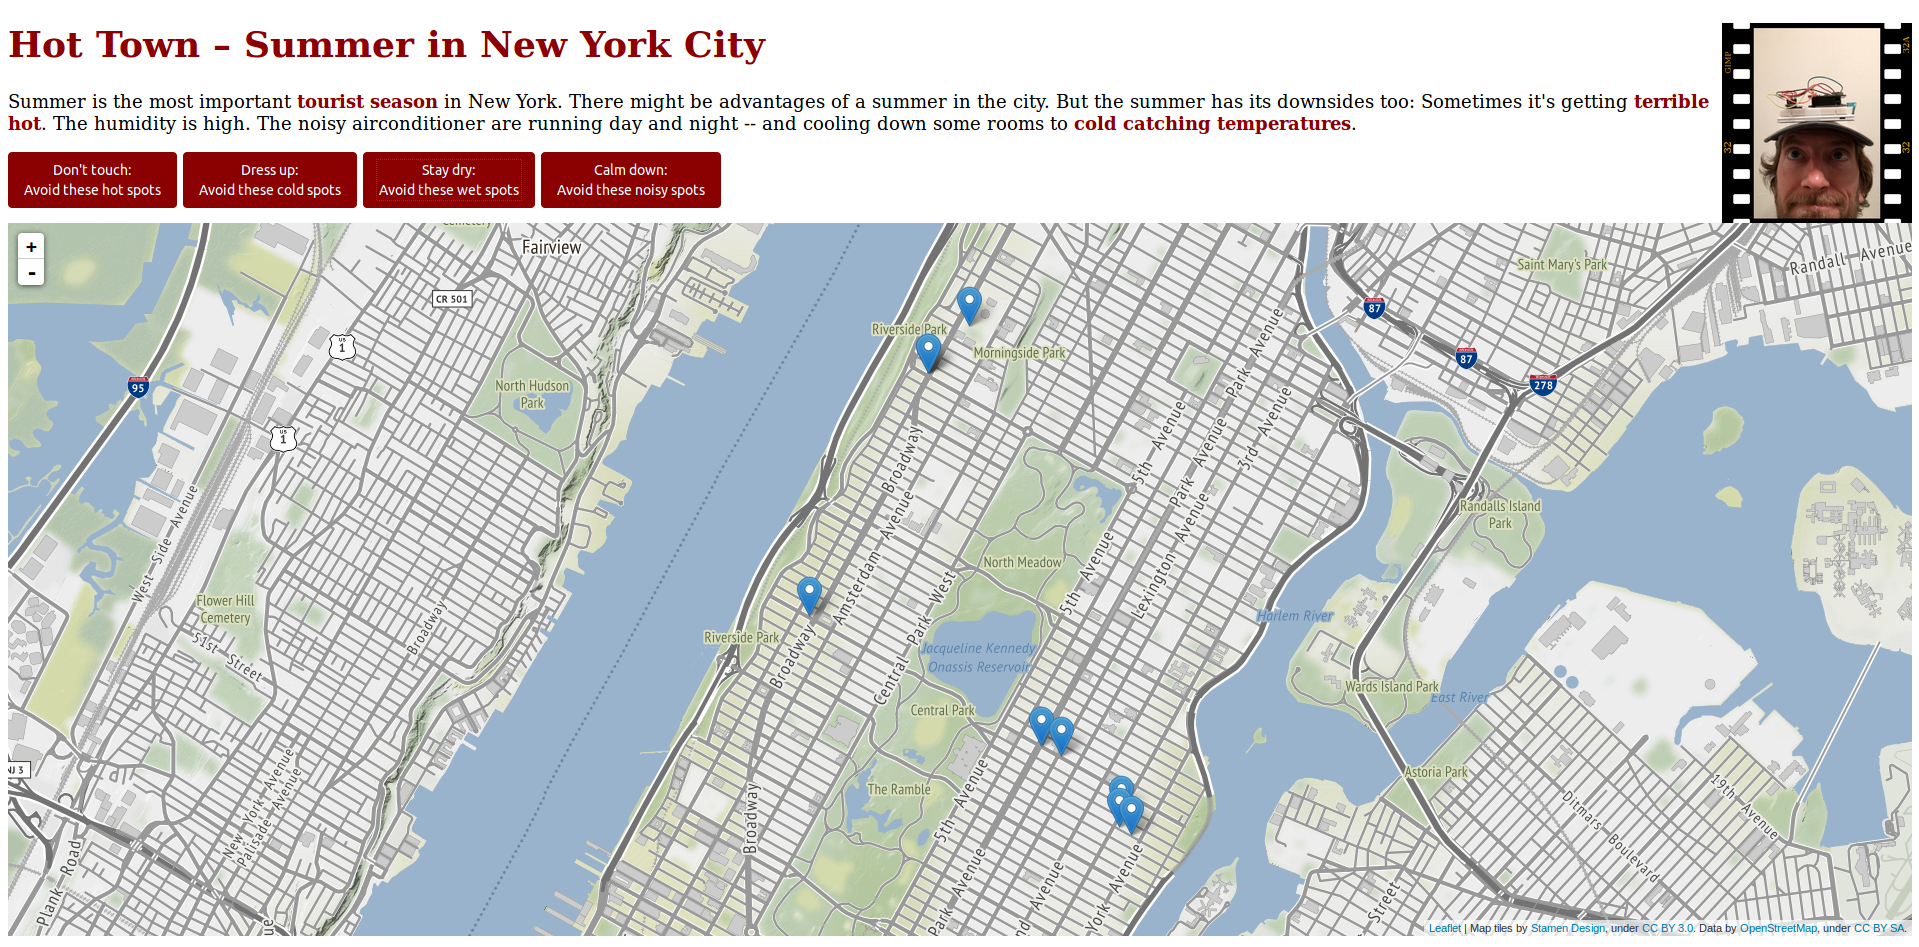 Hot Town – Summer in New York City
Summer is the most important tourist season in New York. There might be advantages of a summer in the city. But the summer has its downsides too: Sometimes it's getting terrible
hot. The humidity is high. The noisy airconditioner are running day and night -- and cooling down some rooms to cold catching temperatures.
Don't touch:
Avoid these hot spots
Dress up:
Avoid these cold spots
Stay dry:
Avoid these wet spots
Calm down:
Avoid these noisy spots
GIMP
32A
32
32
+
-
Cemetery
Fairview
CR 501
US
1
95
US
1
North Hudson
Park
West Side Avenue
Flower Hill
Cemetery
51st Street
Broadway
New York Avenue
Palisade Avenue
NJ 3
Plank Road
Riverside Park
Morningside Park
Broadway
Amsterdam Avenue
Riverside Park
Broadway
Central Park West
North Meadow
Jacqueline Kennedy
Onassis Reservoir
Central Park
The Ramble
Broadway
5th Avenue
Park Avenue
York Avenue
5th Avenue
5th Avenue
Park Avenue
Park Avenue
3rd Avenue
Lexington Avenue
Saint Mary's Park
Randall Avenue
87
87
278
Randalls Island
Park
Harlem River
Wards Island Park
East River
Astoria Park
19th Avenue
Ditmars Boulevard
Street
Leaflet | Map tiles by Stamen Design, under CC BY 3.0. Data by OpenStreetMap, under CC BY SA.